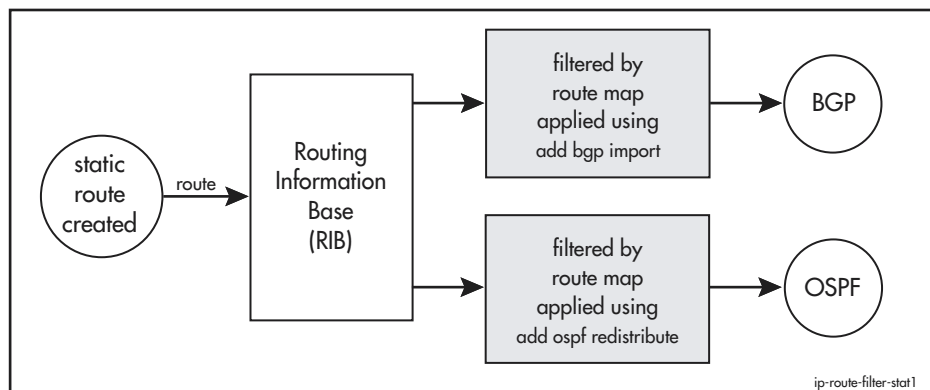 static
route
created
route
Routing
Information
Base
(RIB)
filtered by
route map
applied using
add bgp import
BGP
filtered by
route map
applied using
add ospf redistribute
OSPF
ip-route-filter-stat1